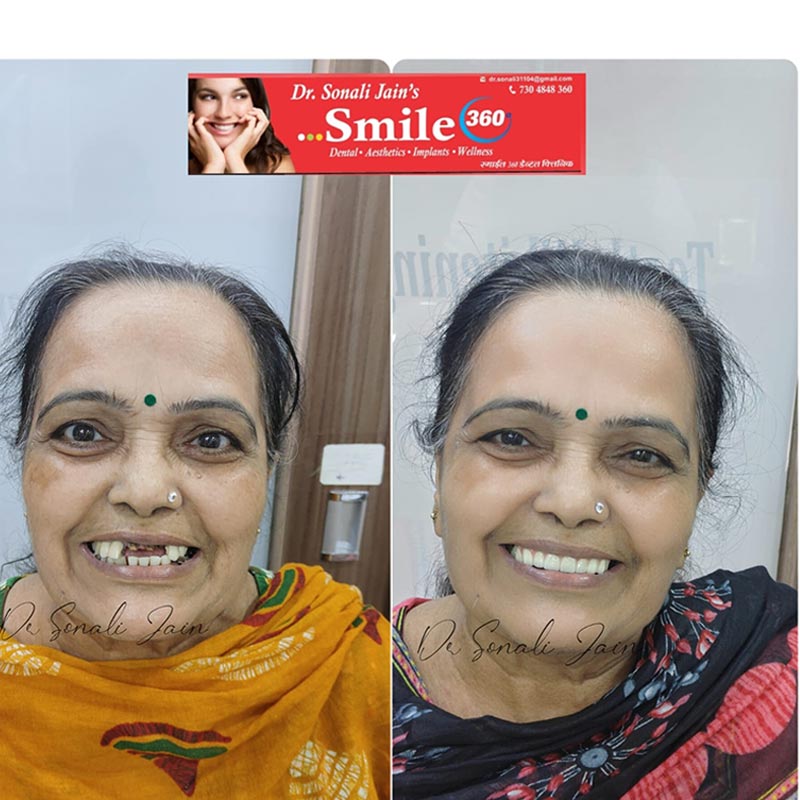 dr.sonali31104@gmail.com
Dr. Sonali Jain's
730 4848 360
...Smile 360°
Dental • Aesthetics • Implants • Wellness
स्माईल 360 डेन्टल क्लिनिक
Dr Sonali Jain
Dr Sonali Jain